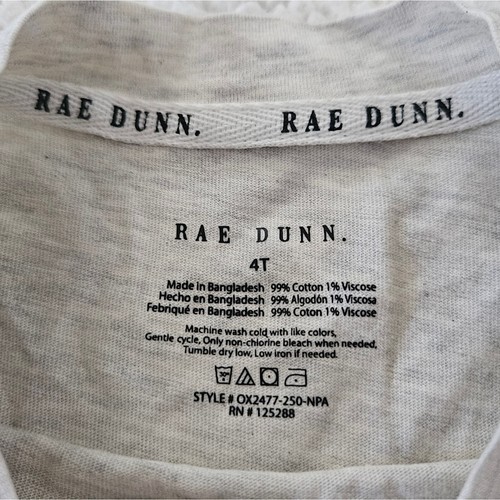 RAE DUNN. RAE DUNN.
RAE DUNN.
4T
Made in Bangladesh 99% Cotton 1% Viscose
Hecho en Bangladesh 99% Algodón 1% Viscosa
Fabriqué en Bangladesh 99% Coton 1% Viscose
Machine wash cold with like colors,
Gentle cycle, Only non-chlorine bleach when needed,
Tumble dry low, Low iron if needed.
30°
STYLE # OX2477-250-NPA
RN # 125288